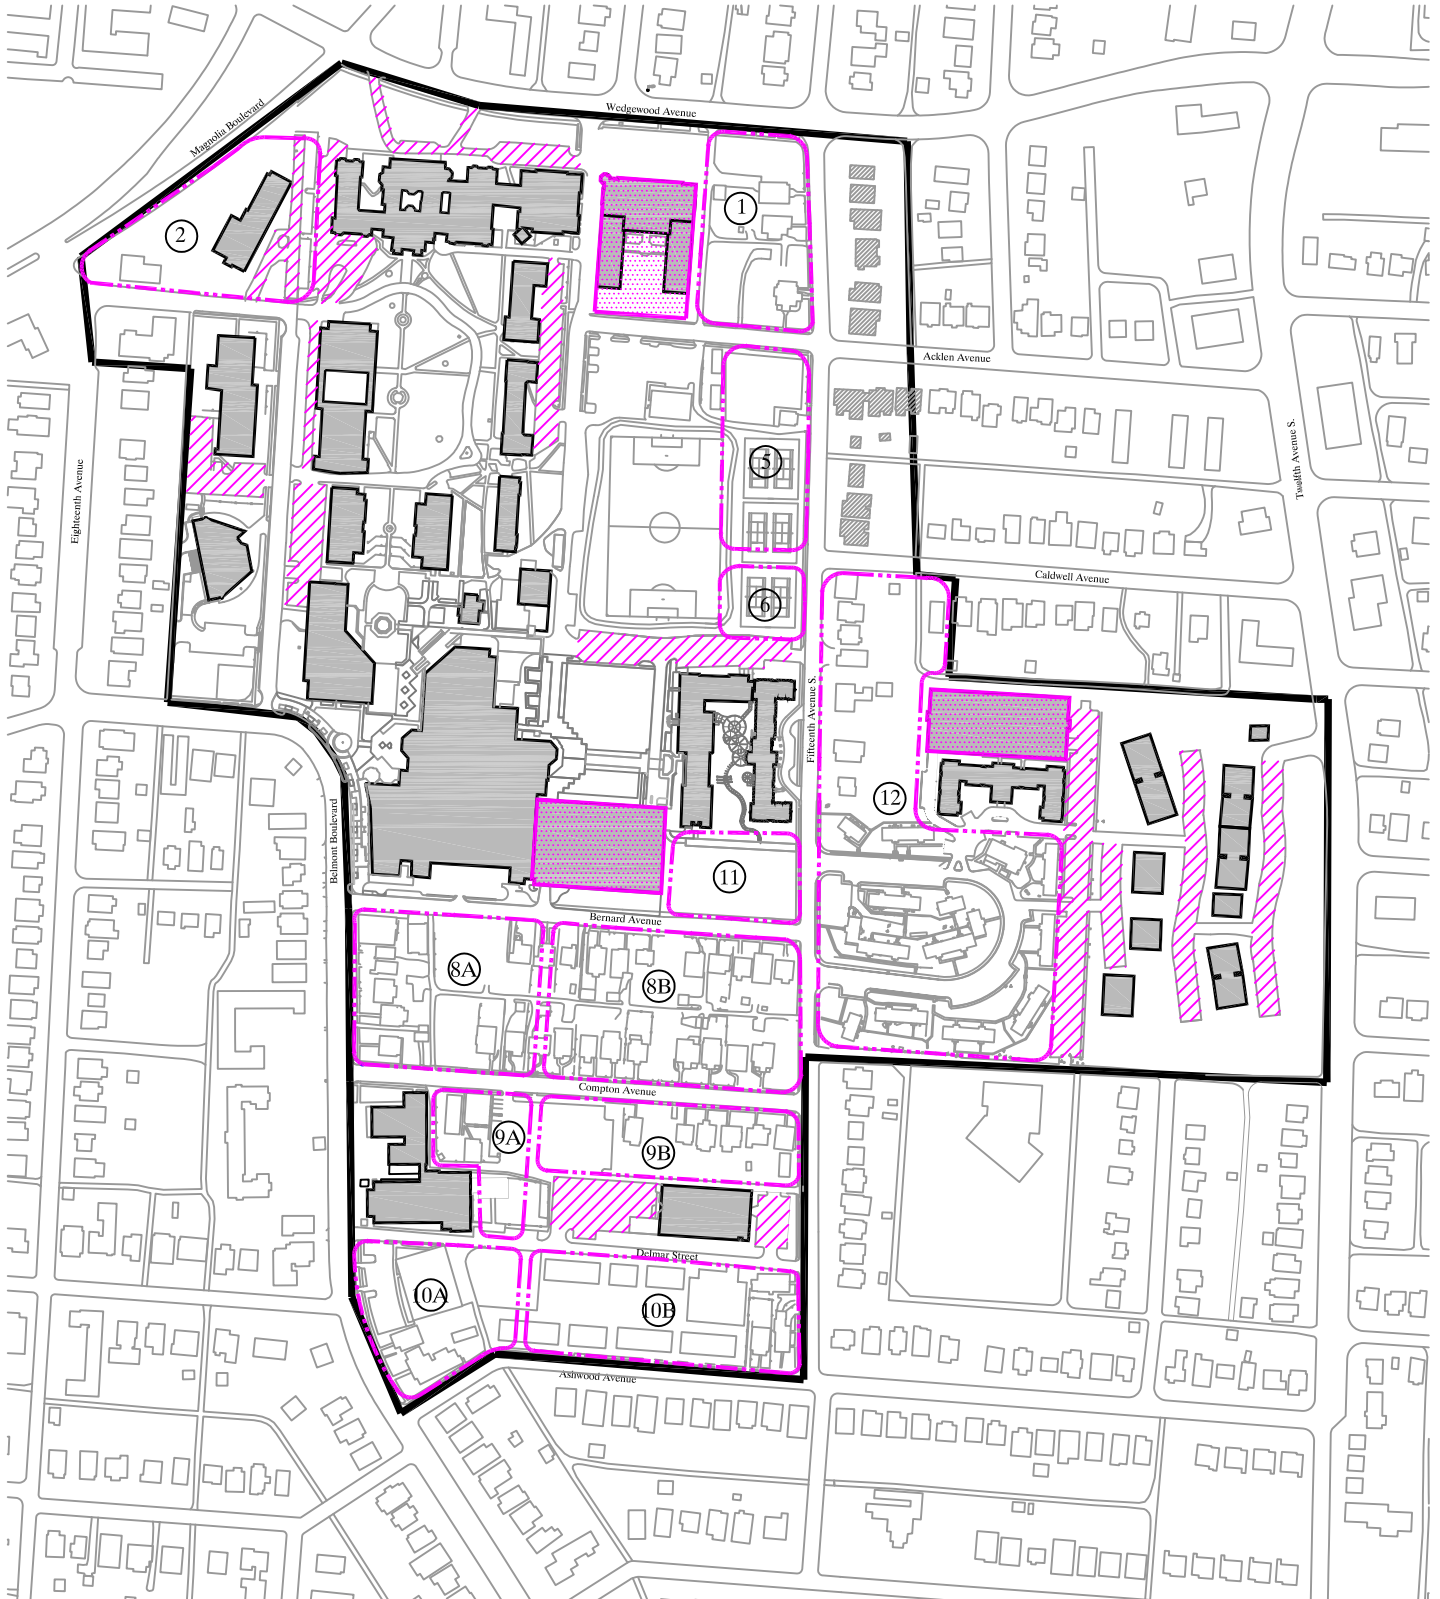 Wedgewood Avenue
Magnolia Boulevard
1
2
Acklen Avenue
Twelfth Avenue S.
5
Eighteenth Avenue
Caldwell Avenue
6
Fifteenth Avenue S.
12
Belmont Boulevard
11
Bernard Avenue
8A
8B
Compton Avenue
9A
9B
Delmar Street
10A
10B
Ashwood Avenue